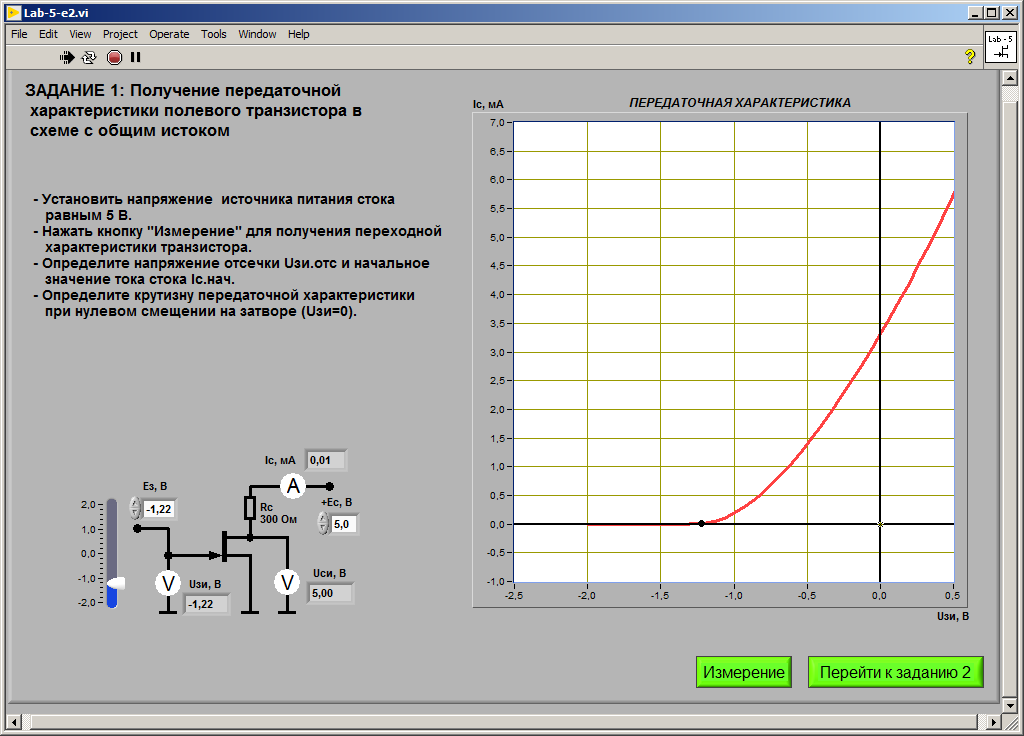 Lab-5-e2.vi
File Edit View Project Operate Tools Window Help
Lab - 5
ЗАДАНИЕ 1: Получение передаточной
характеристики полевого транзистора в
схеме с общим истоком
- Установить напряжение источника питания стока
равным 5 В.
- Нажать кнопку "Измерение" для получения переходной
характеристики транзистора.
- Определите напряжение отсечки Uзи.отс и начальное
значение тока стока Iс.нач.
- Определите крутизну передаточной характеристики
при нулевом смещении на затворе (Uзи=0).
Iс, мА
ПЕРЕДАТОЧНАЯ ХАРАКТЕРИСТИКА
7,0
6,5
6,0
5,5
5,0
4,5
4,0
3,5
3,0
2,5
2,0
1,5
1,0
0,5
0,0
-0,5
-1,0
-2,5 -2,0 -1,5 -1,0 -0,5 0,0 0,5
Uзи, В
Iс, мА 0,01
A
Eз, В
-1,22
+Eс, В
5,0
Rс
300 Ом
2,0
1,0
0,0
-1,0
-2,0
V
Uзи, В
-1,22
V
Uси, В
5,00
Измерение
Перейти к заданию 2